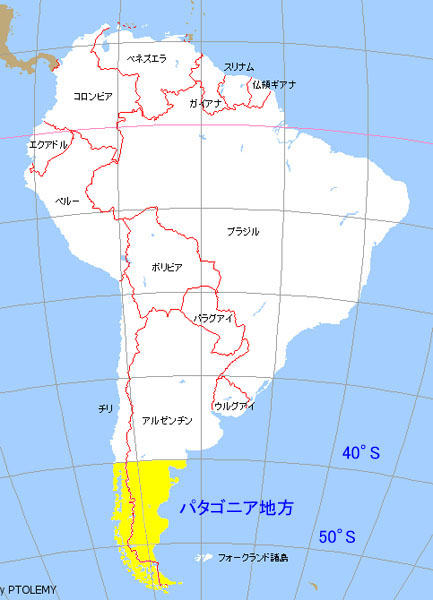 ベネズエラ
スリナム
仏領ギアナ
コロンビア
ガイアナ
エクアドル
ペルー
ブラジル
ボリビア
パラグアイ
チリ
アルゼンチン
ウルグアイ
40°S
パタゴニア地方
50°S
フォークランド諸島
y PTOLEMY